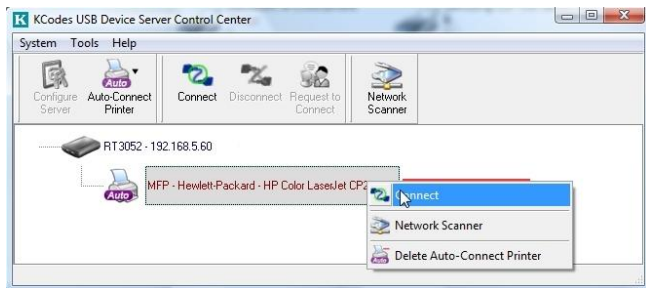 KCodes USB Device Server Control Center
System Tools Help
Configure Server
Auto-Connect Printer
Connect
Disconnect
Request to Connect
Network Scanner
RT3052 - 192.168.5.60
MFP - Hewlett-Packard - HP Color LaserJet
Connect
Network Scanner
Delete Auto-Connect Printer
Auto
Auto
Auto